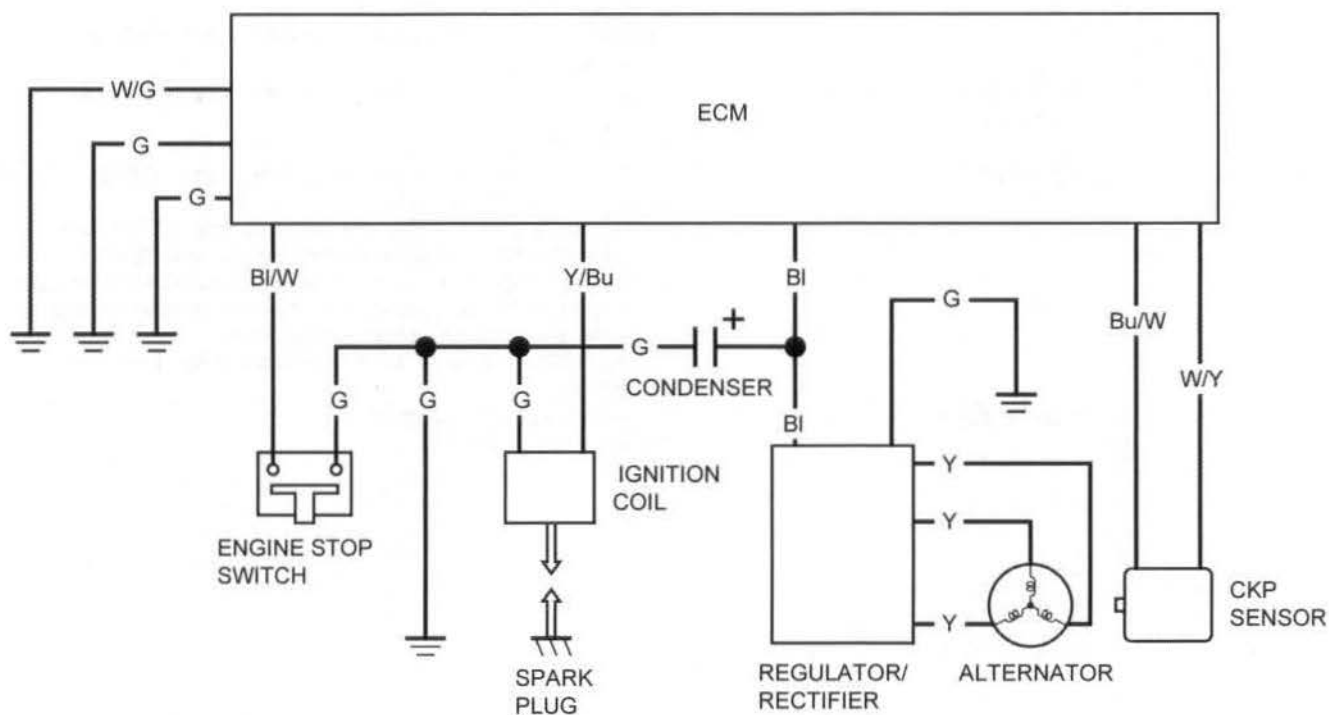 ECM
W/G
G
G
Bl/W
Y/Bu
Bl
G
Bu/W
W/Y
G
+
CONDENSER
G
G
G
Bl
Y
Y
Y
IGNITION
COIL
ENGINE STOP
SWITCH
SPARK
PLUG
REGULATOR/
RECTIFIER
ALTERNATOR
CKP
SENSOR